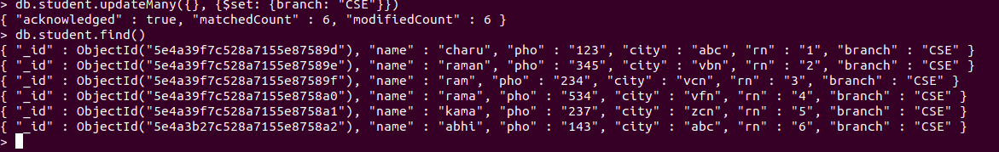 > db.student.updateMany({}, {$set: {branch: "CSE"}})
{ "acknowledged" : true, "matchedCount" : 6, "modifiedCount" : 6 }
> db.student.find()
{ "_id" : ObjectId("5e4a39f7c528a7155e87589d"), "name" : "charu", "pho" : "123", "city" : "abc", "rn" : "1", "branch" : "CSE" }
{ "_id" : ObjectId("5e4a39f7c528a7155e87589e"), "name" : "raman", "pho" : "345", "city" : "vbn", "rn" : "2", "branch" : "CSE" }
{ "_id" : ObjectId("5e4a39f7c528a7155e87589f"), "name" : "ram", "pho" : "234", "city" : "vcn", "rn" : "3", "branch" : "CSE" }
{ "_id" : ObjectId("5e4a39f7c528a7155e8758a0"), "name" : "rama", "pho" : "534", "city" : "vfn", "rn" : "4", "branch" : "CSE" }
{ "_id" : ObjectId("5e4a39f7c528a7155e8758a1"), "name" : "kama", "pho" : "237", "city" : "zcn", "rn" : "5", "branch" : "CSE" }
{ "_id" : ObjectId("5e4a3b27c528a7155e8758a2"), "name" : "abhi", "pho" : "143", "city" : "abc", "rn" : "6", "branch" : "CSE" }
>